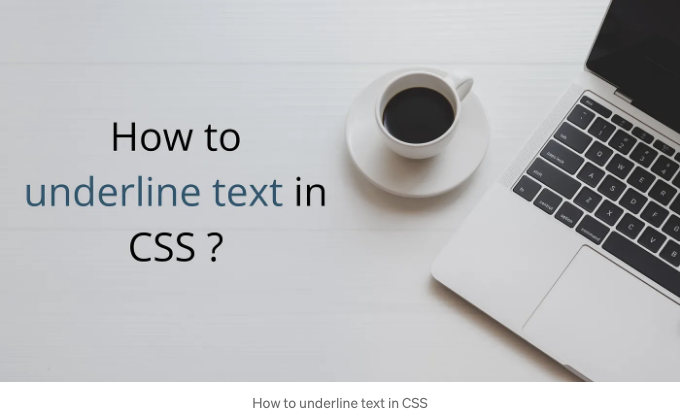 How to
underline text in
CSS ?
How to underline text in CSS